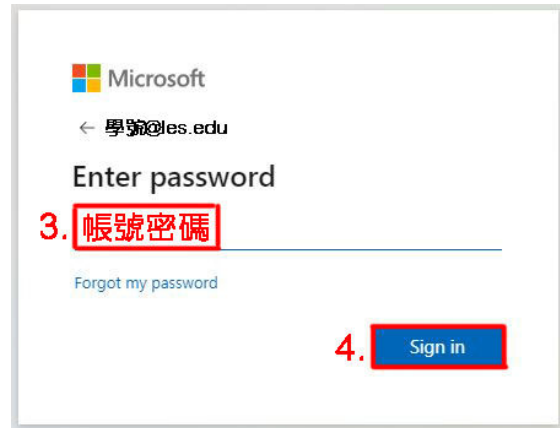 Microsoft
← 學號@les.edu
Enter password
3. 帳號密碼
Forgot my password
4. Sign in